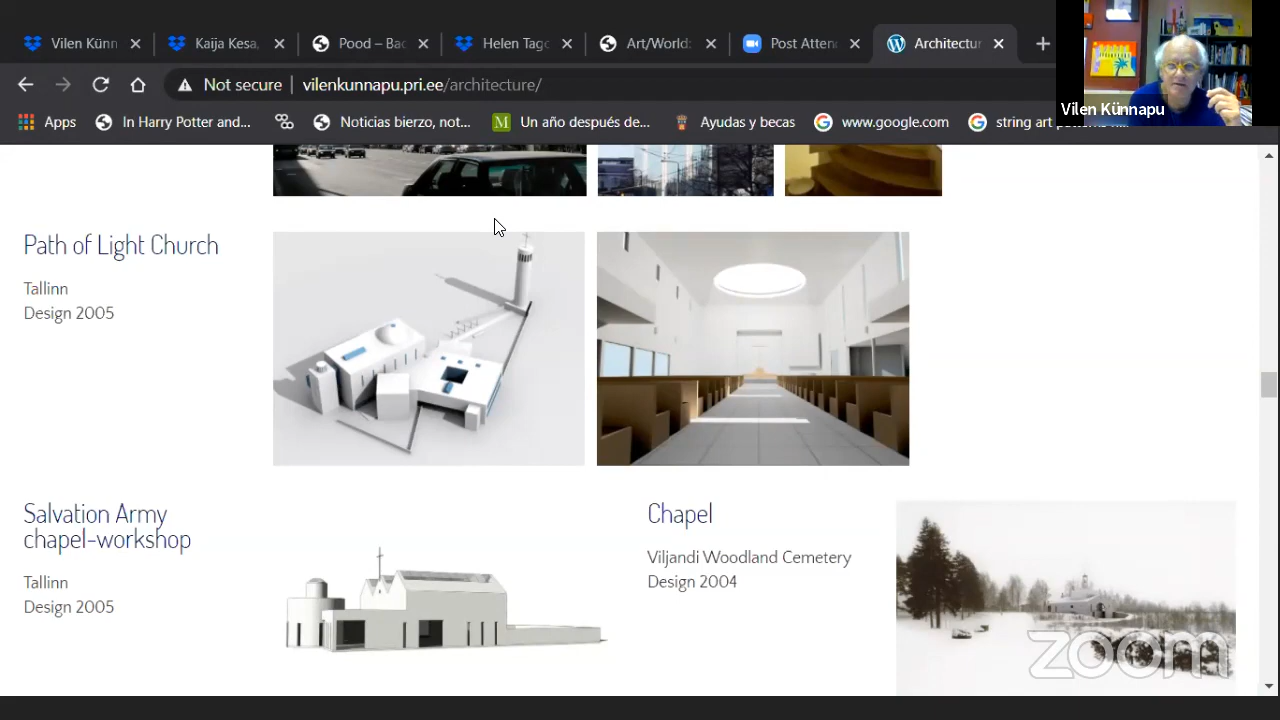 Vilen Künn
Kaija Kesa,
Pood – Bac
Helen Tago
Art/World:
Post Atten
Architectur
Not secure
vilenkunnapu.pri.ee/architecture/
Vilen Künnapu
Apps
In Harry Potter and...
Noticias bierzo, not...
M
Un año después de...
Ayudas y becas
www.google.com
string art patterns
Path of Light Church
Tallinn
Design 2005
Salvation Army
chapel-workshop
Tallinn
Design 2005
Chapel
Viljandi Woodland Cemetery
Design 2004
zoom